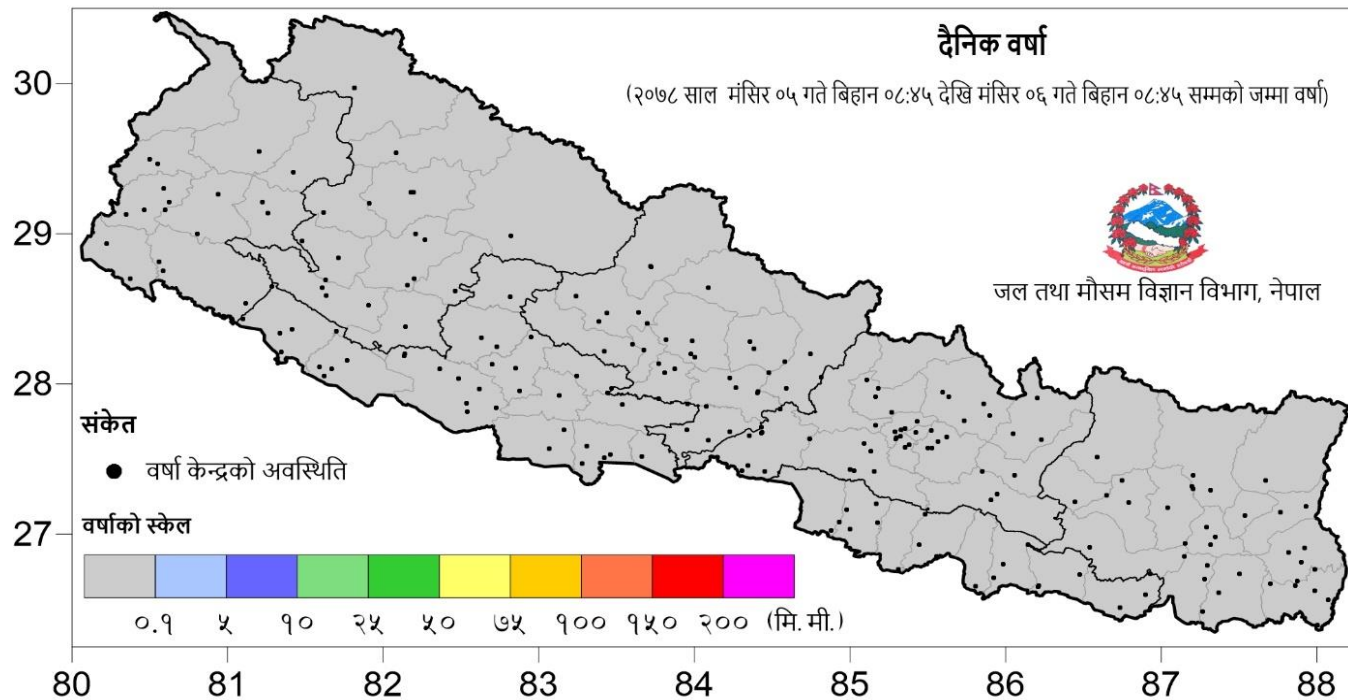 दैनिक वर्षा
(२०७८ साल मंसिर ०५ गते बिहान ०८:४५ देखि मंसिर ०६ गते बिहान ०८:४५ सम्मको जम्मा वर्षा)
जल तथा मौसम विज्ञान विभाग, नेपाल
30
29
28
27
संकेत
वर्षा केन्द्रको अवस्थिति
वर्षाको स्केल
०.१ ५ १० २५ ५० ७५ १०० १५० २०० (मि. मी.)
80 81 82 83 84 85 86 87 88